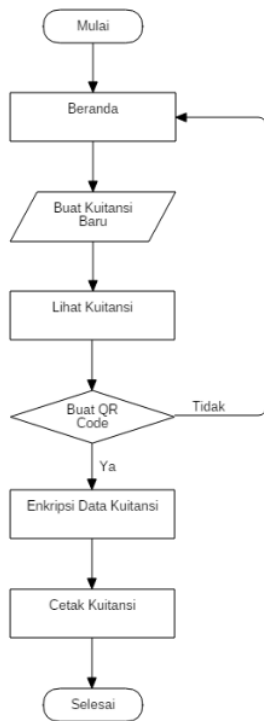 Mulai
Beranda
Buat Kuitansi
Baru
Lihat Kuitansi
Buat QR
Code
Tidak
Ya
Enkripsi Data Kuitansi
Cetak Kuitansi
Selesai